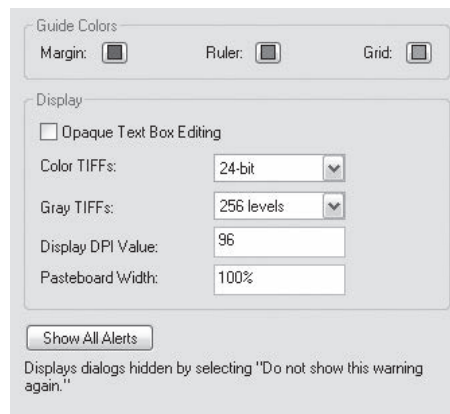 Guide Colors
Margin: Ruler: Grid:
Display
Opaque Text Box Editing
Color TIFFs: 24-bit
Gray TIFFs: 256 levels
Display DPI Value: 96
Pasteboard Width: 100%
Show All Alerts
Displays dialogs hidden by selecting "Do not show this warning
again."